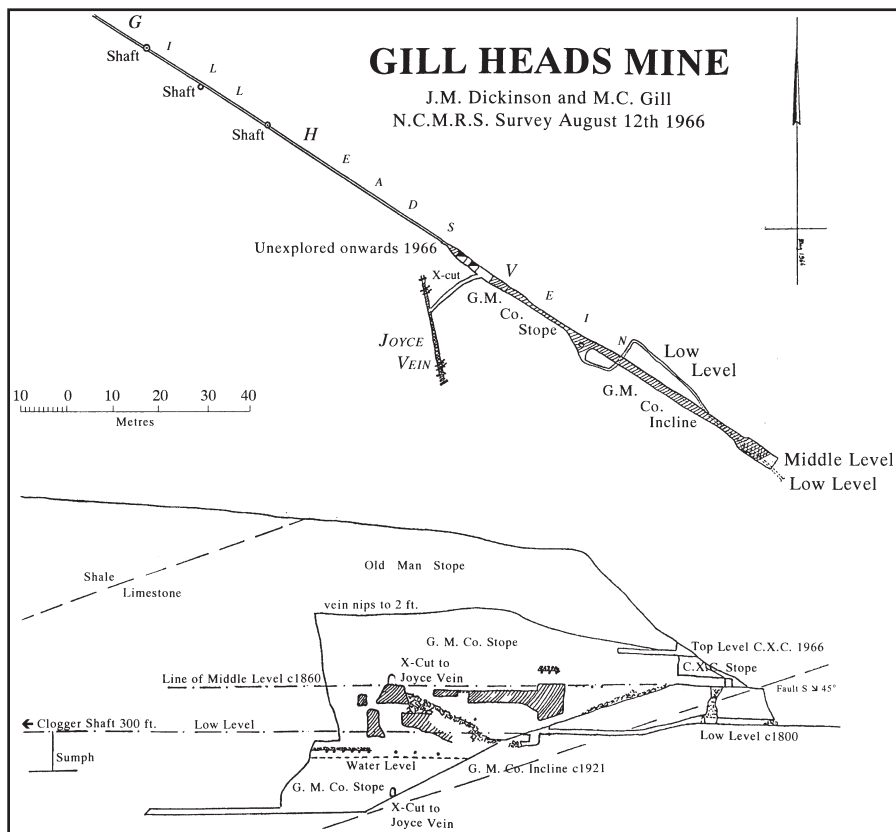 GILL HEADS MINE
J.M. Dickinson and M.C. Gill
N.C.M.R.S. Survey August 12th 1966
G I L L H E A D S V E I N
Shaft
Shaft
Shaft
Unexplored onwards 1966
X-cut
G.M.
Co.
Stope
JOYCE
VEIN
Low
Level
G.M.
Co.
Incline
Middle Level
Low Level
10 0 10 20 30 40
Metres
Old Man Stope
Shale
Limestone
vein nips to 2 ft.
G. M. Co. Stope
Top Level C.X.C. 1966
C.X.C. Stope
X-Cut to
Joyce Vein
Line of Middle Level c1860
Fault S 45°
Clogger Shaft 300 ft.
Low Level
Low Level c1800
Sumph
Water Level
G. M. Co. Incline c1921
G. M. Co. Stope
X-Cut to
Joyce Vein